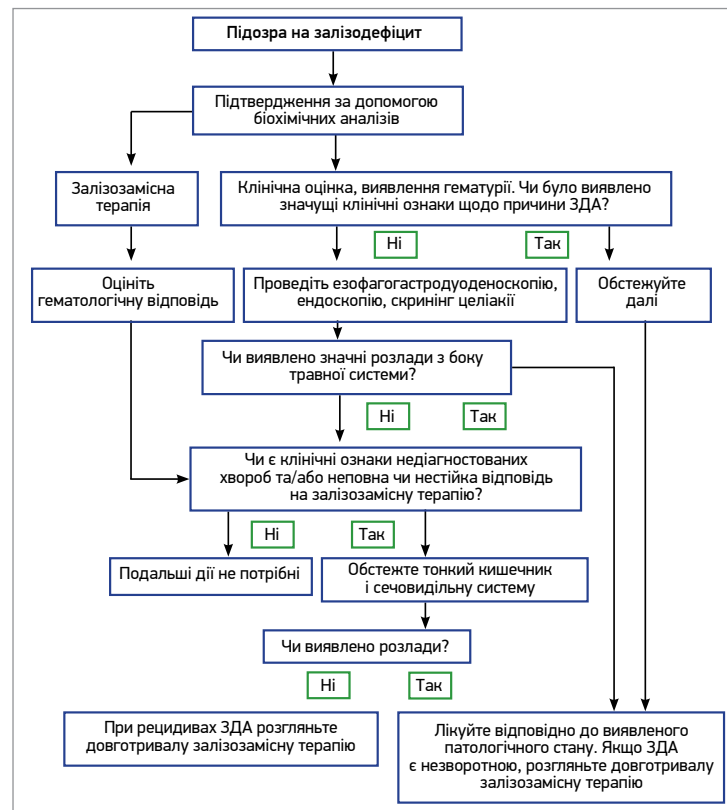 Підозра на залізодефіцит
Підтвердження за допомогою
біохімічних аналізів
Залізозамісна
терапія
Клінічна оцінка, виявлення гематурії. Чи було виявлено
значущі клінічні ознаки щодо причини ЗДА?
Ні
Так
Оцініть
гематологічну відповідь
Проведіть езофагогастродуоденоскопію,
ендоскопію, скринінг целіакії
Обстежуйте
далі
Чи виявлено значні розлади з боку
травної системи?
Ні
Так
Чи є клінічні ознаки недіагностованих
хвороб та/або неповна чи нестійка відповідь
на залізозамісну терапію?
Ні
Так
Подальші дії не потрібні
Обстежте тонкий кишечник
і сечовидільну систему
Чи виявлено розлади?
Ні
Так
При рецидивах ЗДА розгляньте
довготривалу залізозамісну терапію
Лікуйте відповідно до виявленого
патологічного стану. Якщо ЗДА
є незворотною, розгляньте довготривалу
залізозамісну терапію